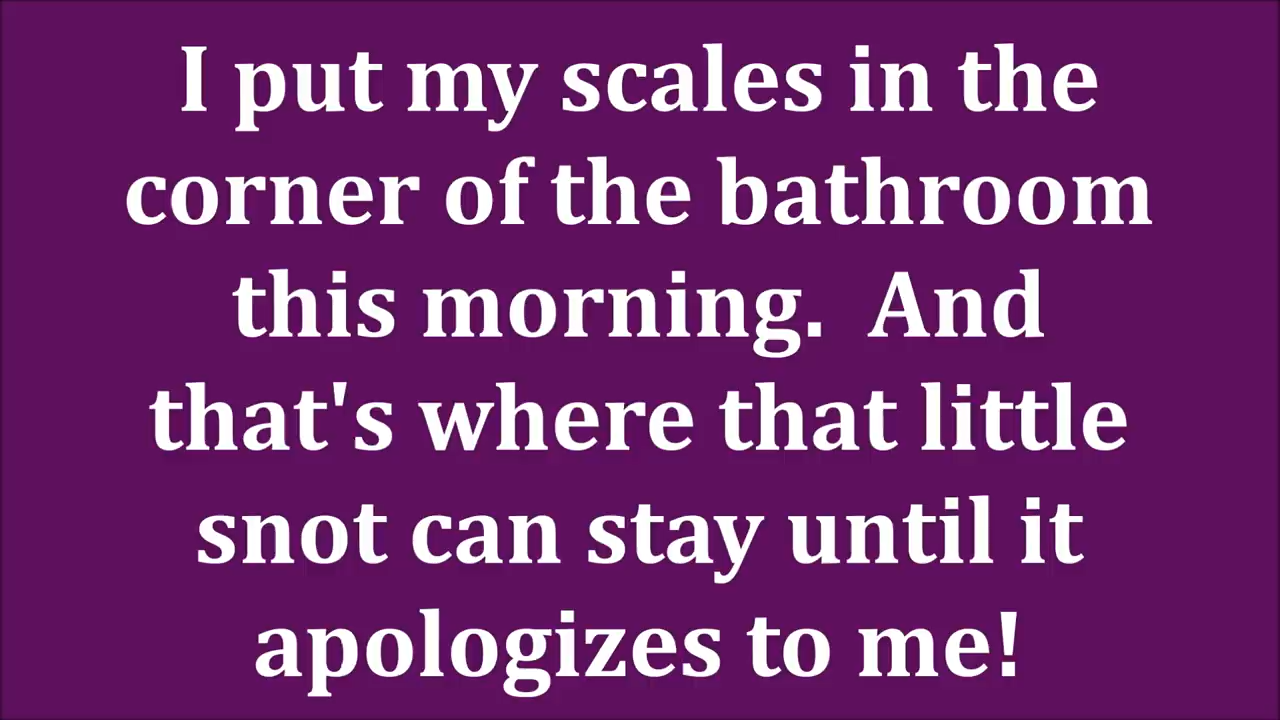 I put my scales in the
corner of the bathroom
this morning.  And
that's where that little
snot can stay until it
apologizes to me!